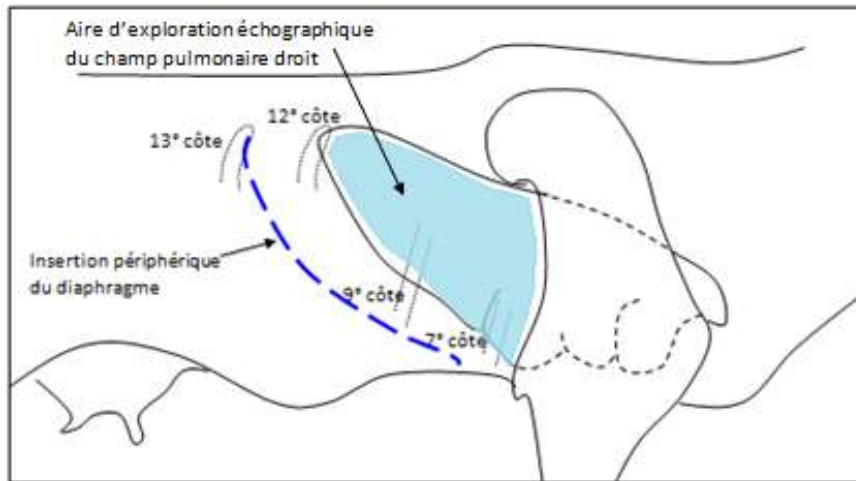 Aire d'exploration échographique
du champ pulmonaire droit
12° côte
13° côte
Insertion périphérique
du diaphragme
9° côte
7° côte